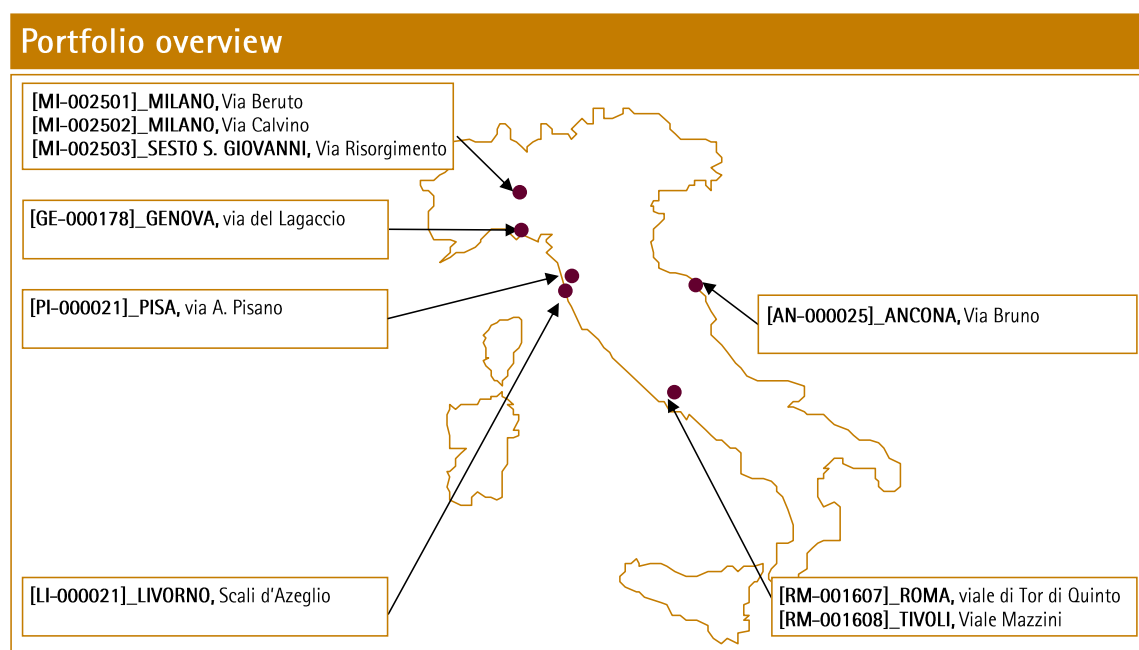 Portfolio overview
[MI-002501]_MILANO, Via Beruto
[MI-002502]_MILANO, Via Calvino
[MI-002503]_SESTO S. GIOVANNI, Via Risorgimento
[GE-000178]_GENOVA, via del Lagaccio
[PI-000021]_PISA, via A. Pisano
[AN-000025]_ANCONA, Via Bruno
[LI-000021]_LIVORNO, Scali d'Azeglio
[RM-001607]_ROMA, viale di Tor di Quinto
[RM-001608]_TIVOLI, Viale Mazzini